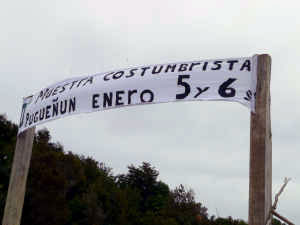 MUESTRA COSTUMBRISTA
PUGUEÑUN ENERO 5 y 6